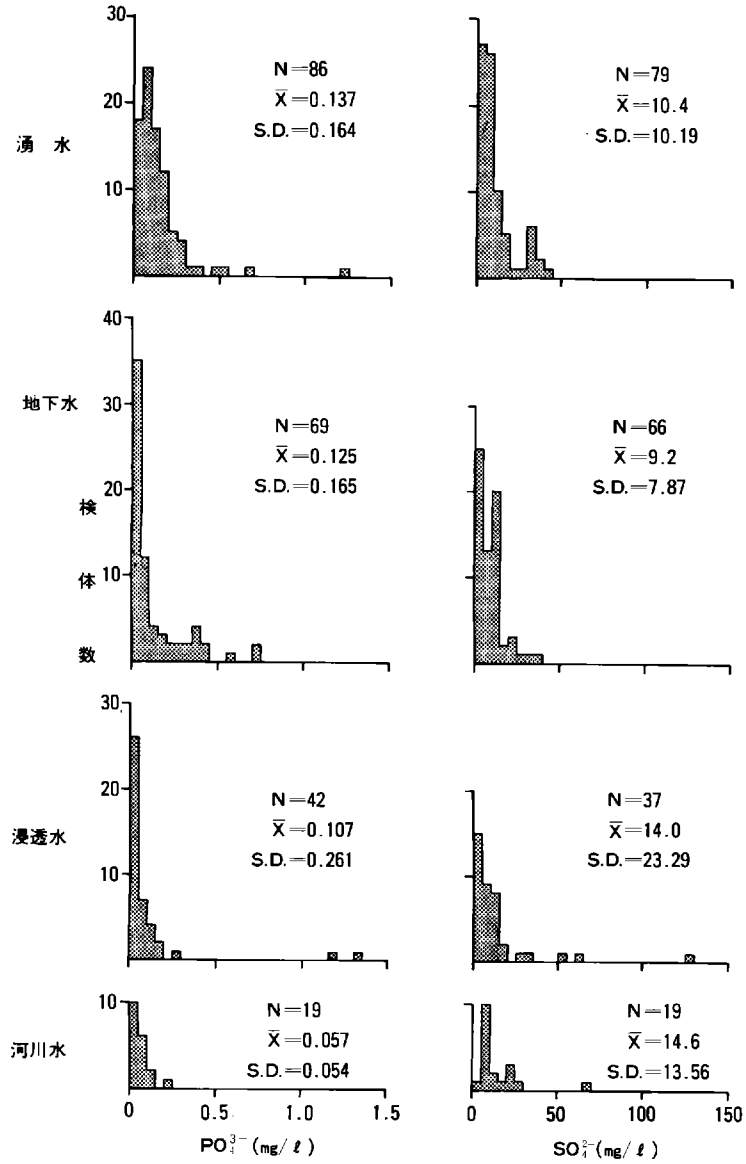 30
20
10
湧 水
N=86
X̄=0.137
S.D.=0.164
N=79
X̄=10.4
S.D.=10.19
40
30
20
10
地下水
検
体
数
N=69
X̄=0.125
S.D.=0.165
N=66
X̄=9.2
S.D.=7.87
30
20
10
浸透水
N=42
X̄=0.107
S.D.=0.261
N=37
X̄=14.0
S.D.=23.29
10
河川水
N=19
X̄=0.057
S.D.=0.054
N=19
X̄=14.6
S.D.=13.56
0 0.5 1.0 1.5
0 50 100 150
PO₄³⁻(mg/ℓ)
SO₄²⁻(mg/ℓ)